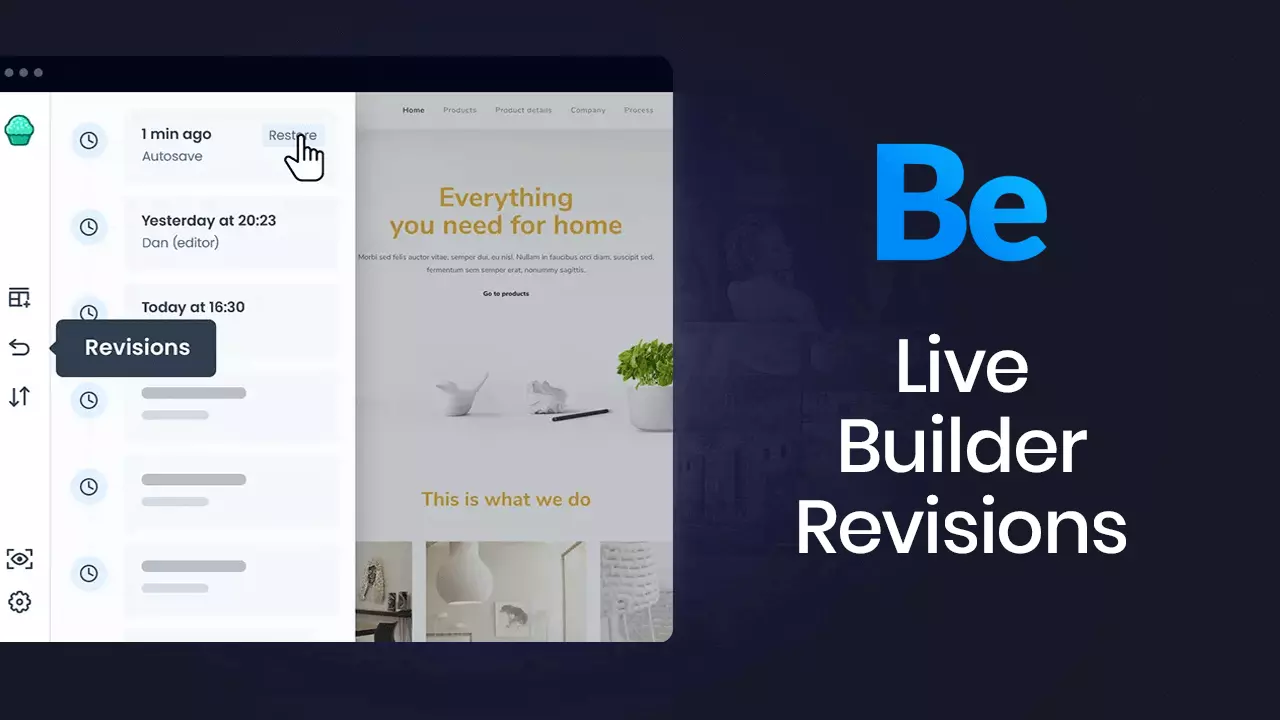 1 min ago
Restore
Autosave
Yesterday at 20:23
Dan (editor)
Today at 16:30
Revisions
Home Products Product details Company Process
Everything
you need for home
Morbi sed felis auctor vitae, semper dui, eu nisl. Nullam in faucibus orci diam, suscipit sed,
fermentum sem semper erat, nonummy sagittis.
Go to products
This is what we do
Be
Live
Builder
Revisions